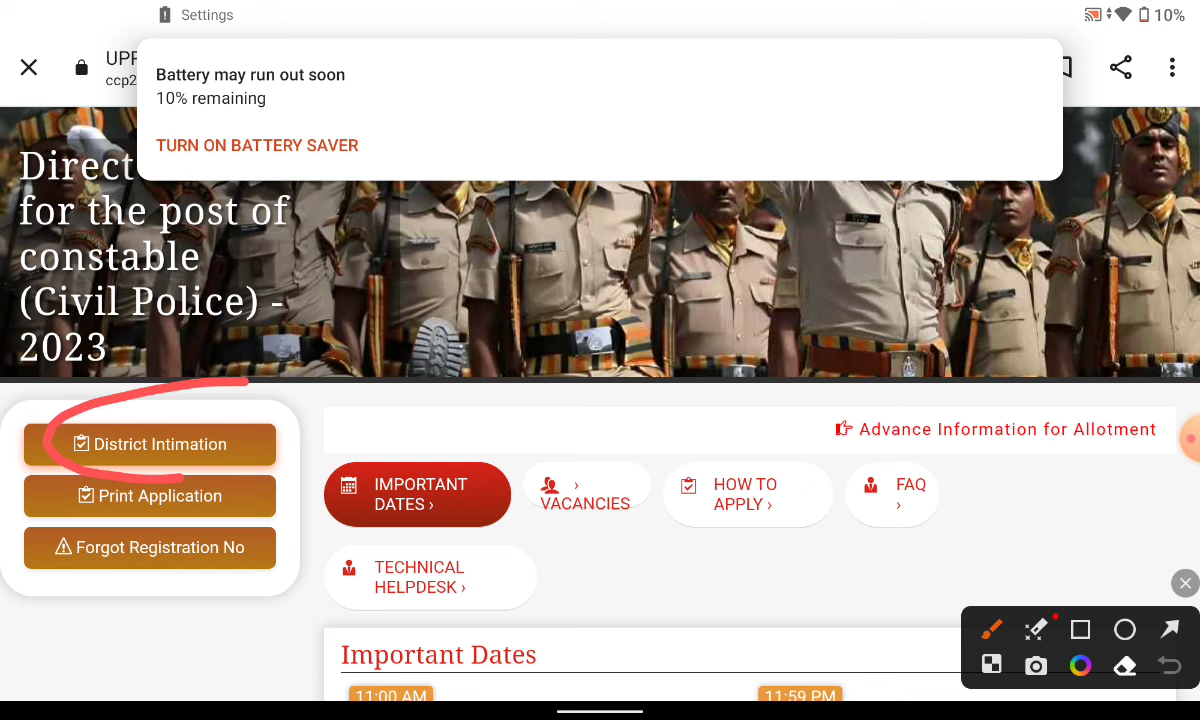 Settings
10%
UPP
ccp2
Battery may run out soon
10% remaining
TURN ON BATTERY SAVER
Direct
for the post of
constable
(Civil Police) -
2023
District Intimation
Print Application
Forgot Registration No
Advance Information for Allotment
IMPORTANT
DATES ›
›
VACANCIES
HOW TO
APPLY ›
FAQ
›
TECHNICAL
HELPDESK ›
Important Dates
11:00 AM
11:59 PM